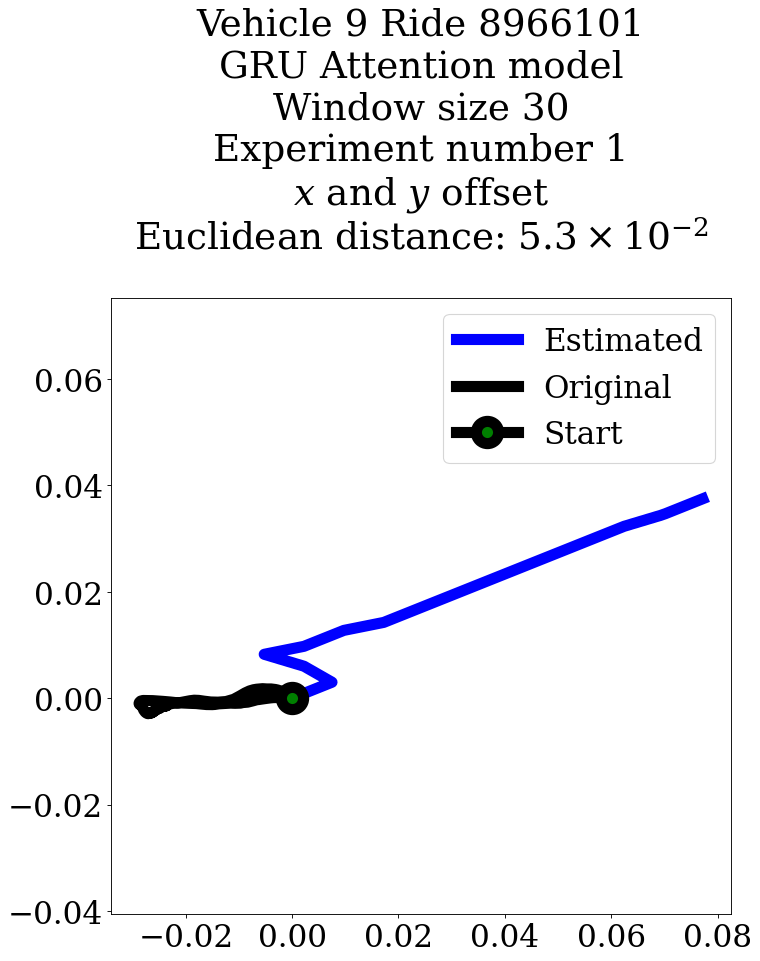 Vehicle 9 Ride 8966101
GRU Attention model
Window size 30
Experiment number 1
x and y offset
Euclidean distance: 5.3 × 10⁻²
Estimated
Original
Start
0.06
0.04
0.02
0.00
−0.02
−0.04
−0.02 0.00 0.02 0.04 0.06 0.08